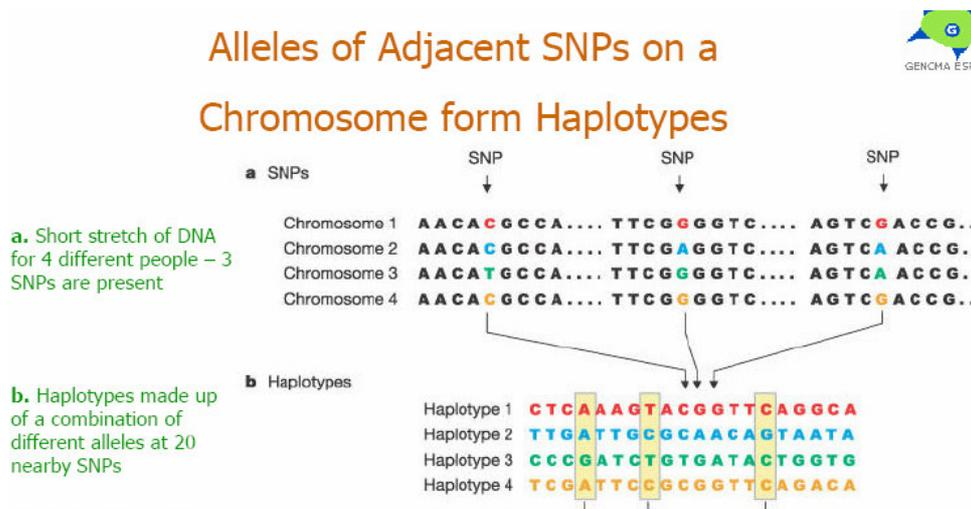 Alleles of Adjacent SNPs on a
Chromosome form Haplotypes
G
GENOMA ESP
SNP SNP SNP
a SNPs
a. Short stretch of DNA
for 4 different people – 3
SNPs are present
Chromosome 1 AACACGCCA.... TTCGGGGTC.... AGTCGACCG..
Chromosome 2 AACACGCCA.... TTCGAGGTC.... AGTCAACCG..
Chromosome 3 AACATGCCA.... TTCGGGGTC.... AGTCAACCG..
Chromosome 4 AACACGCCA.... TTCGGGGTC.... AGTCGACCG..
b Haplotypes
b. Haplotypes made up
of a combination of
different alleles at 20
nearby SNPs
Haplotype 1 CTCAAAGTACGGTTCAGGCA
Haplotype 2 TTGATTGCGCAACAGTAATA
Haplotype 3 CCCGATCTGTGATACTGGTG
Haplotype 4 TCGATTCCGCGGTTCAGACA